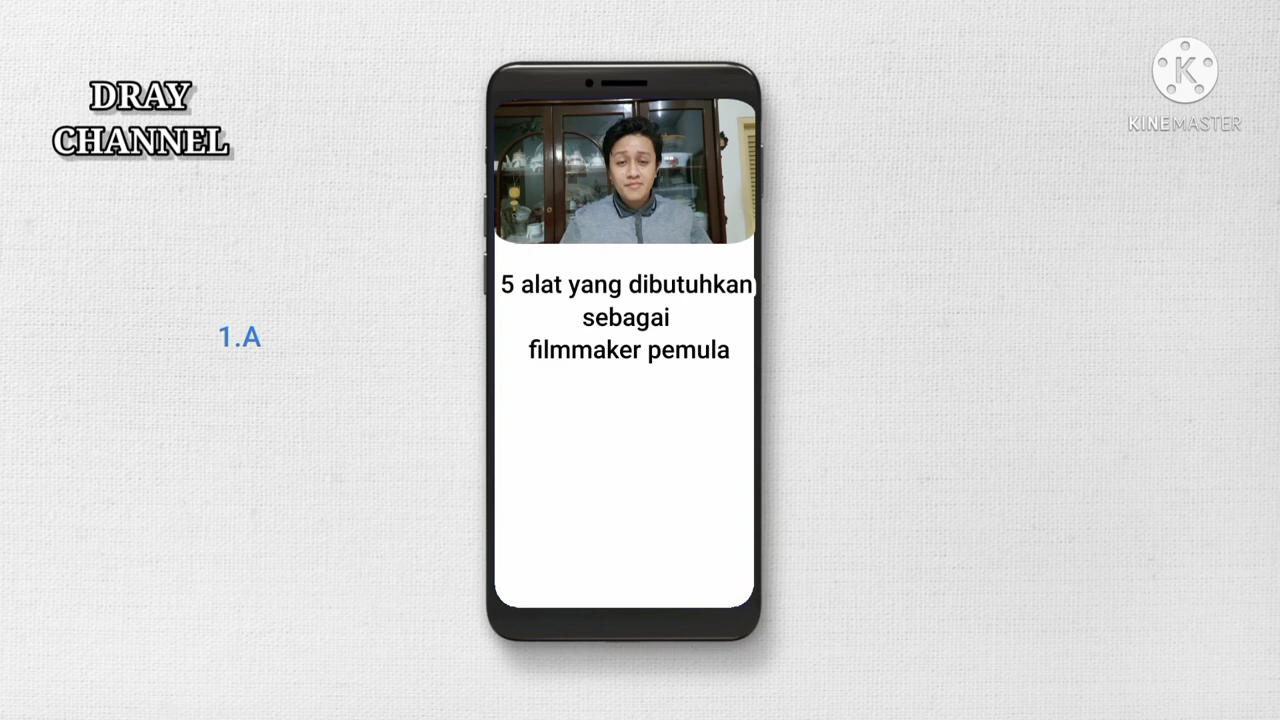 DRAY
CHANNEL
KINEMASTER
5 alat yang dibutuhkan
sebagai
filmmaker pemula
1.A